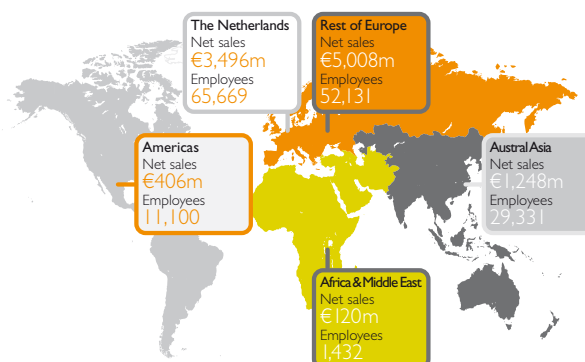 The Netherlands
Net sales
€3,496m
Employees
65,669
Rest of Europe
Net sales
€5,008m
Employees
52,131
Americas
Net sales
€406m
Employees
11,100
Austral Asia
Net sales
€1,248m
Employees
29,331
Africa & Middle East
Net sales
€120m
Employees
1,432